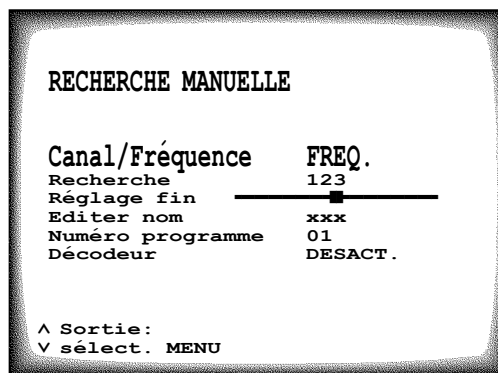 RECHERCHE MANUELLE
Canal/Fréquence FREQ.
Recherche 123
Réglage fin
Editer nom xxx
Numéro programme 01
Décodeur DESACT.
˄ Sortie:
˅ sélect. MENU